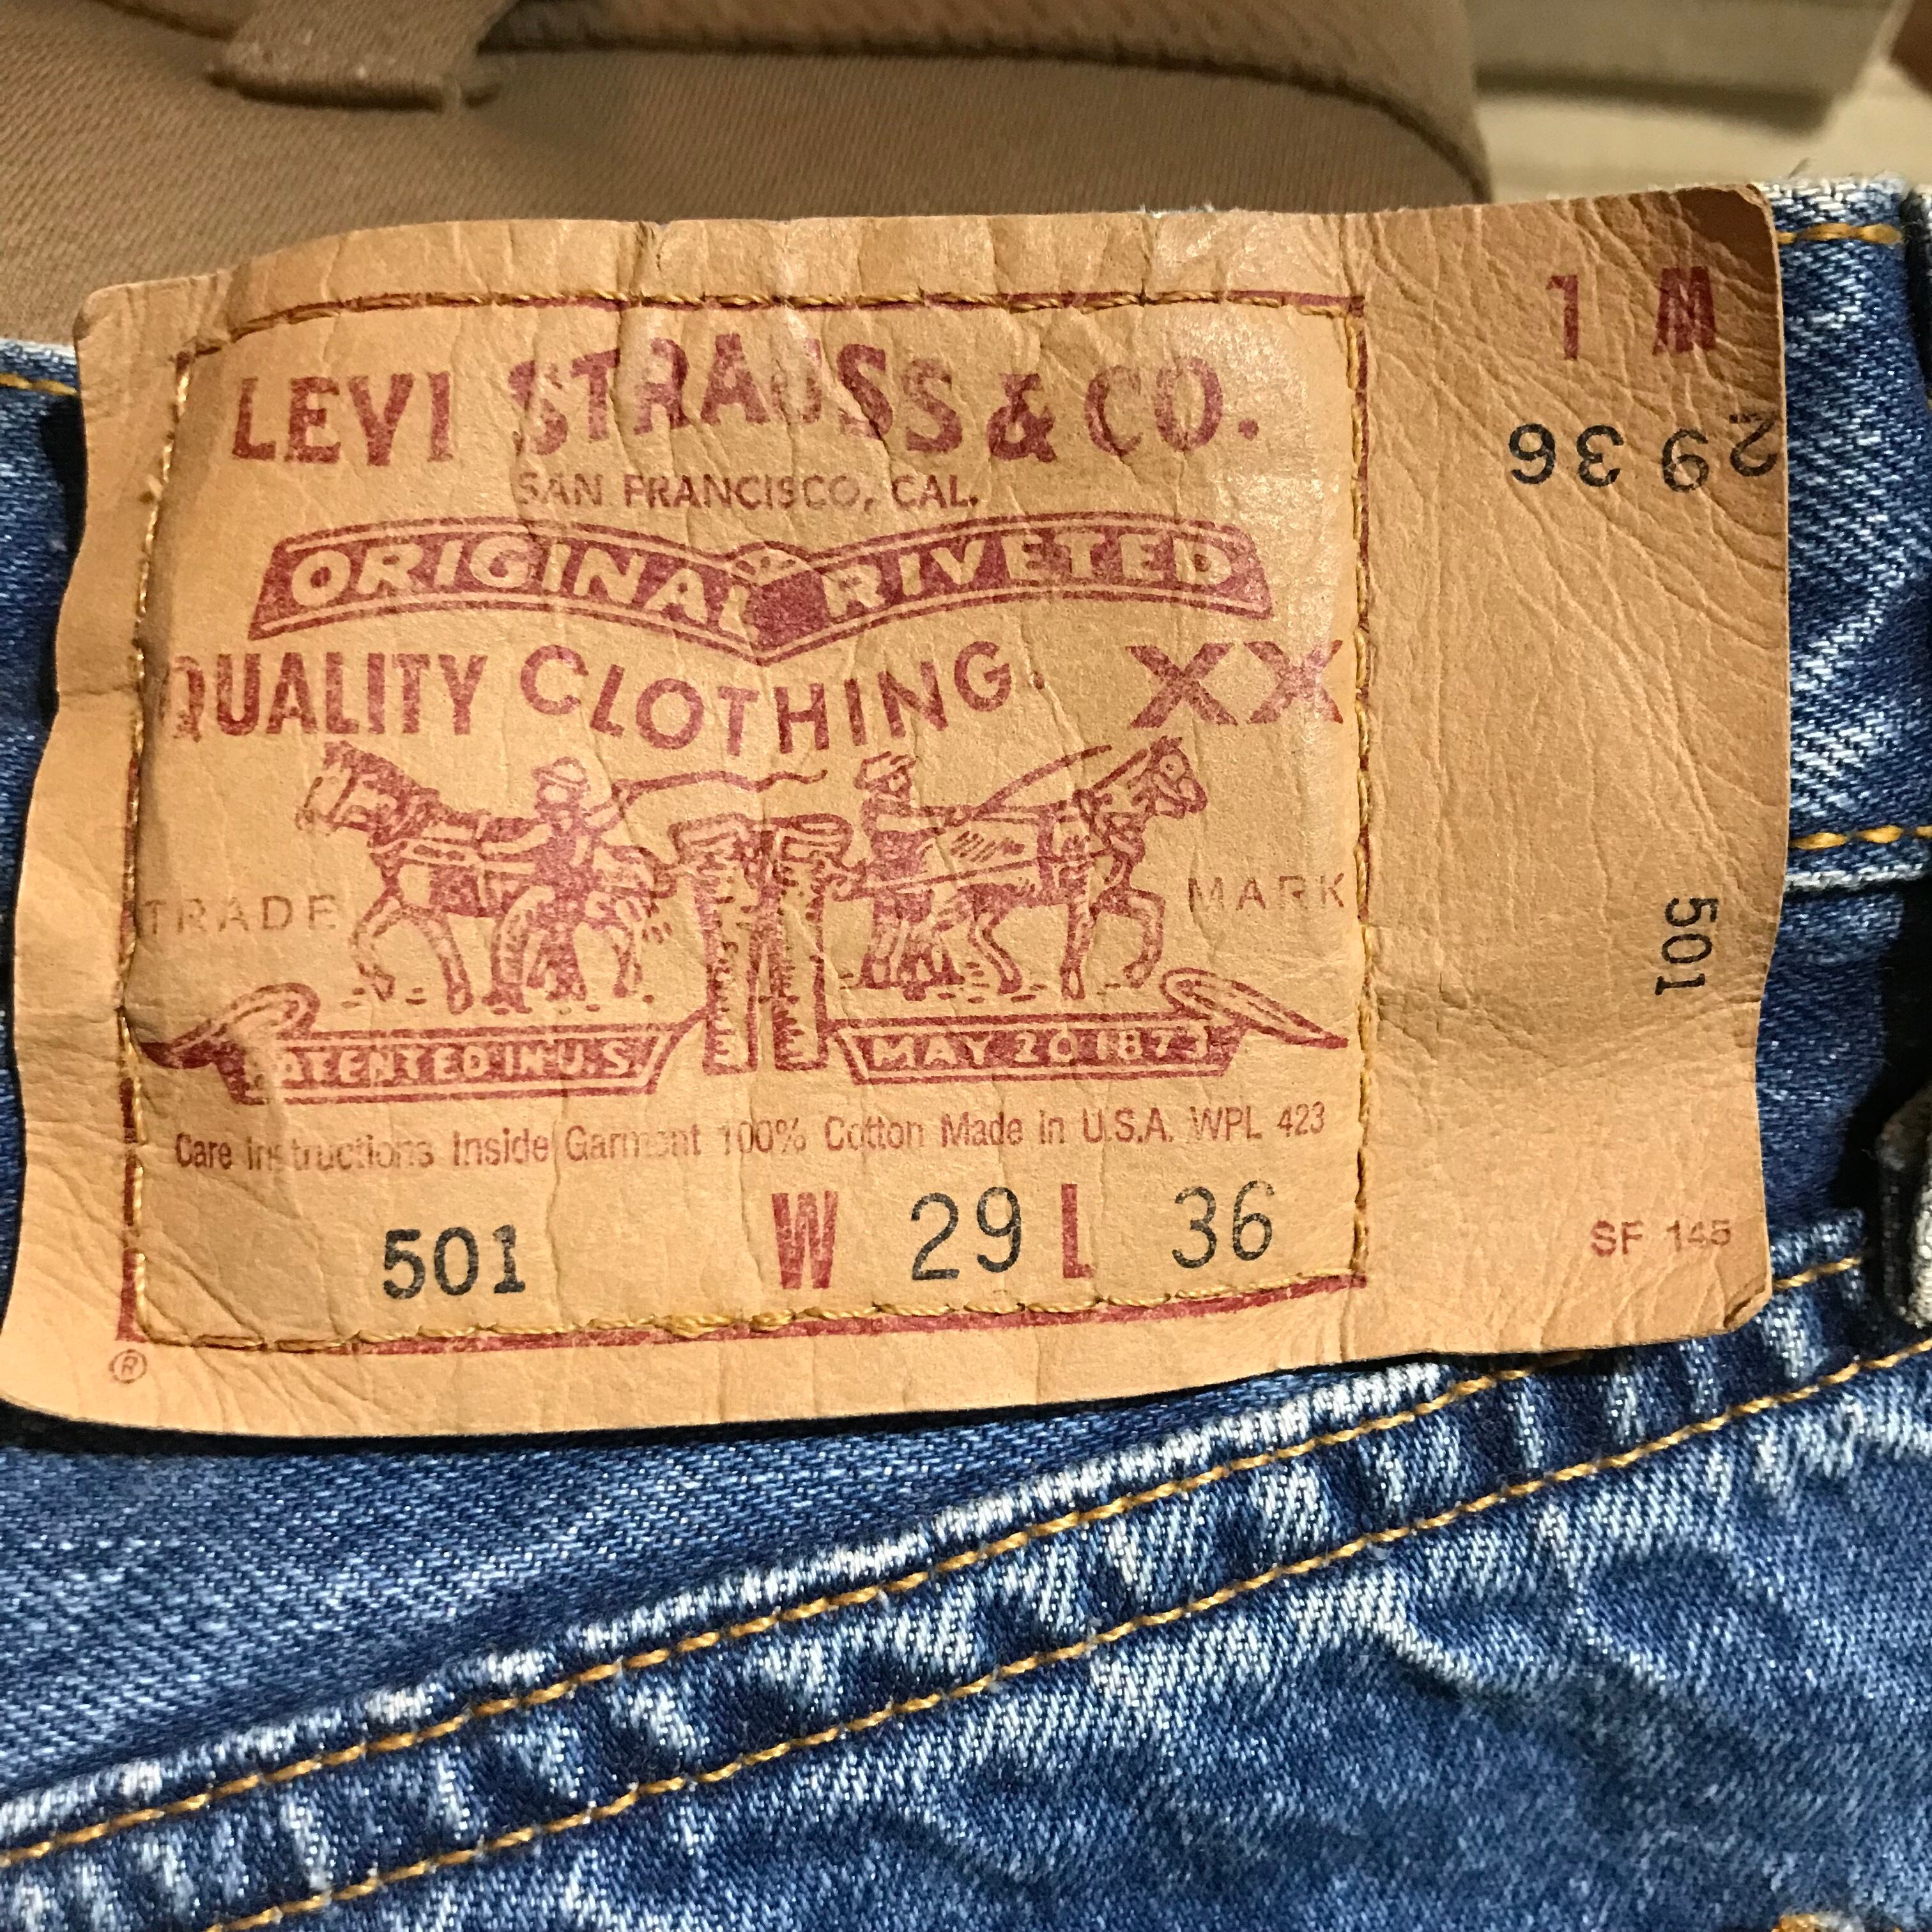 LEVI STRAUSS & CO.
SAN FRANCISCO, CAL.
ORIGINAL RIVETED
QUALITY CLOTHING. XX
TRADE MARK
PATENTED IN U.S. MAY 20 1873
Care Instructions Inside Garment 100% Cotton Made in U.S.A. WPL 423
501 W 29 L 36
®
1 W
29 36
501
SF 145